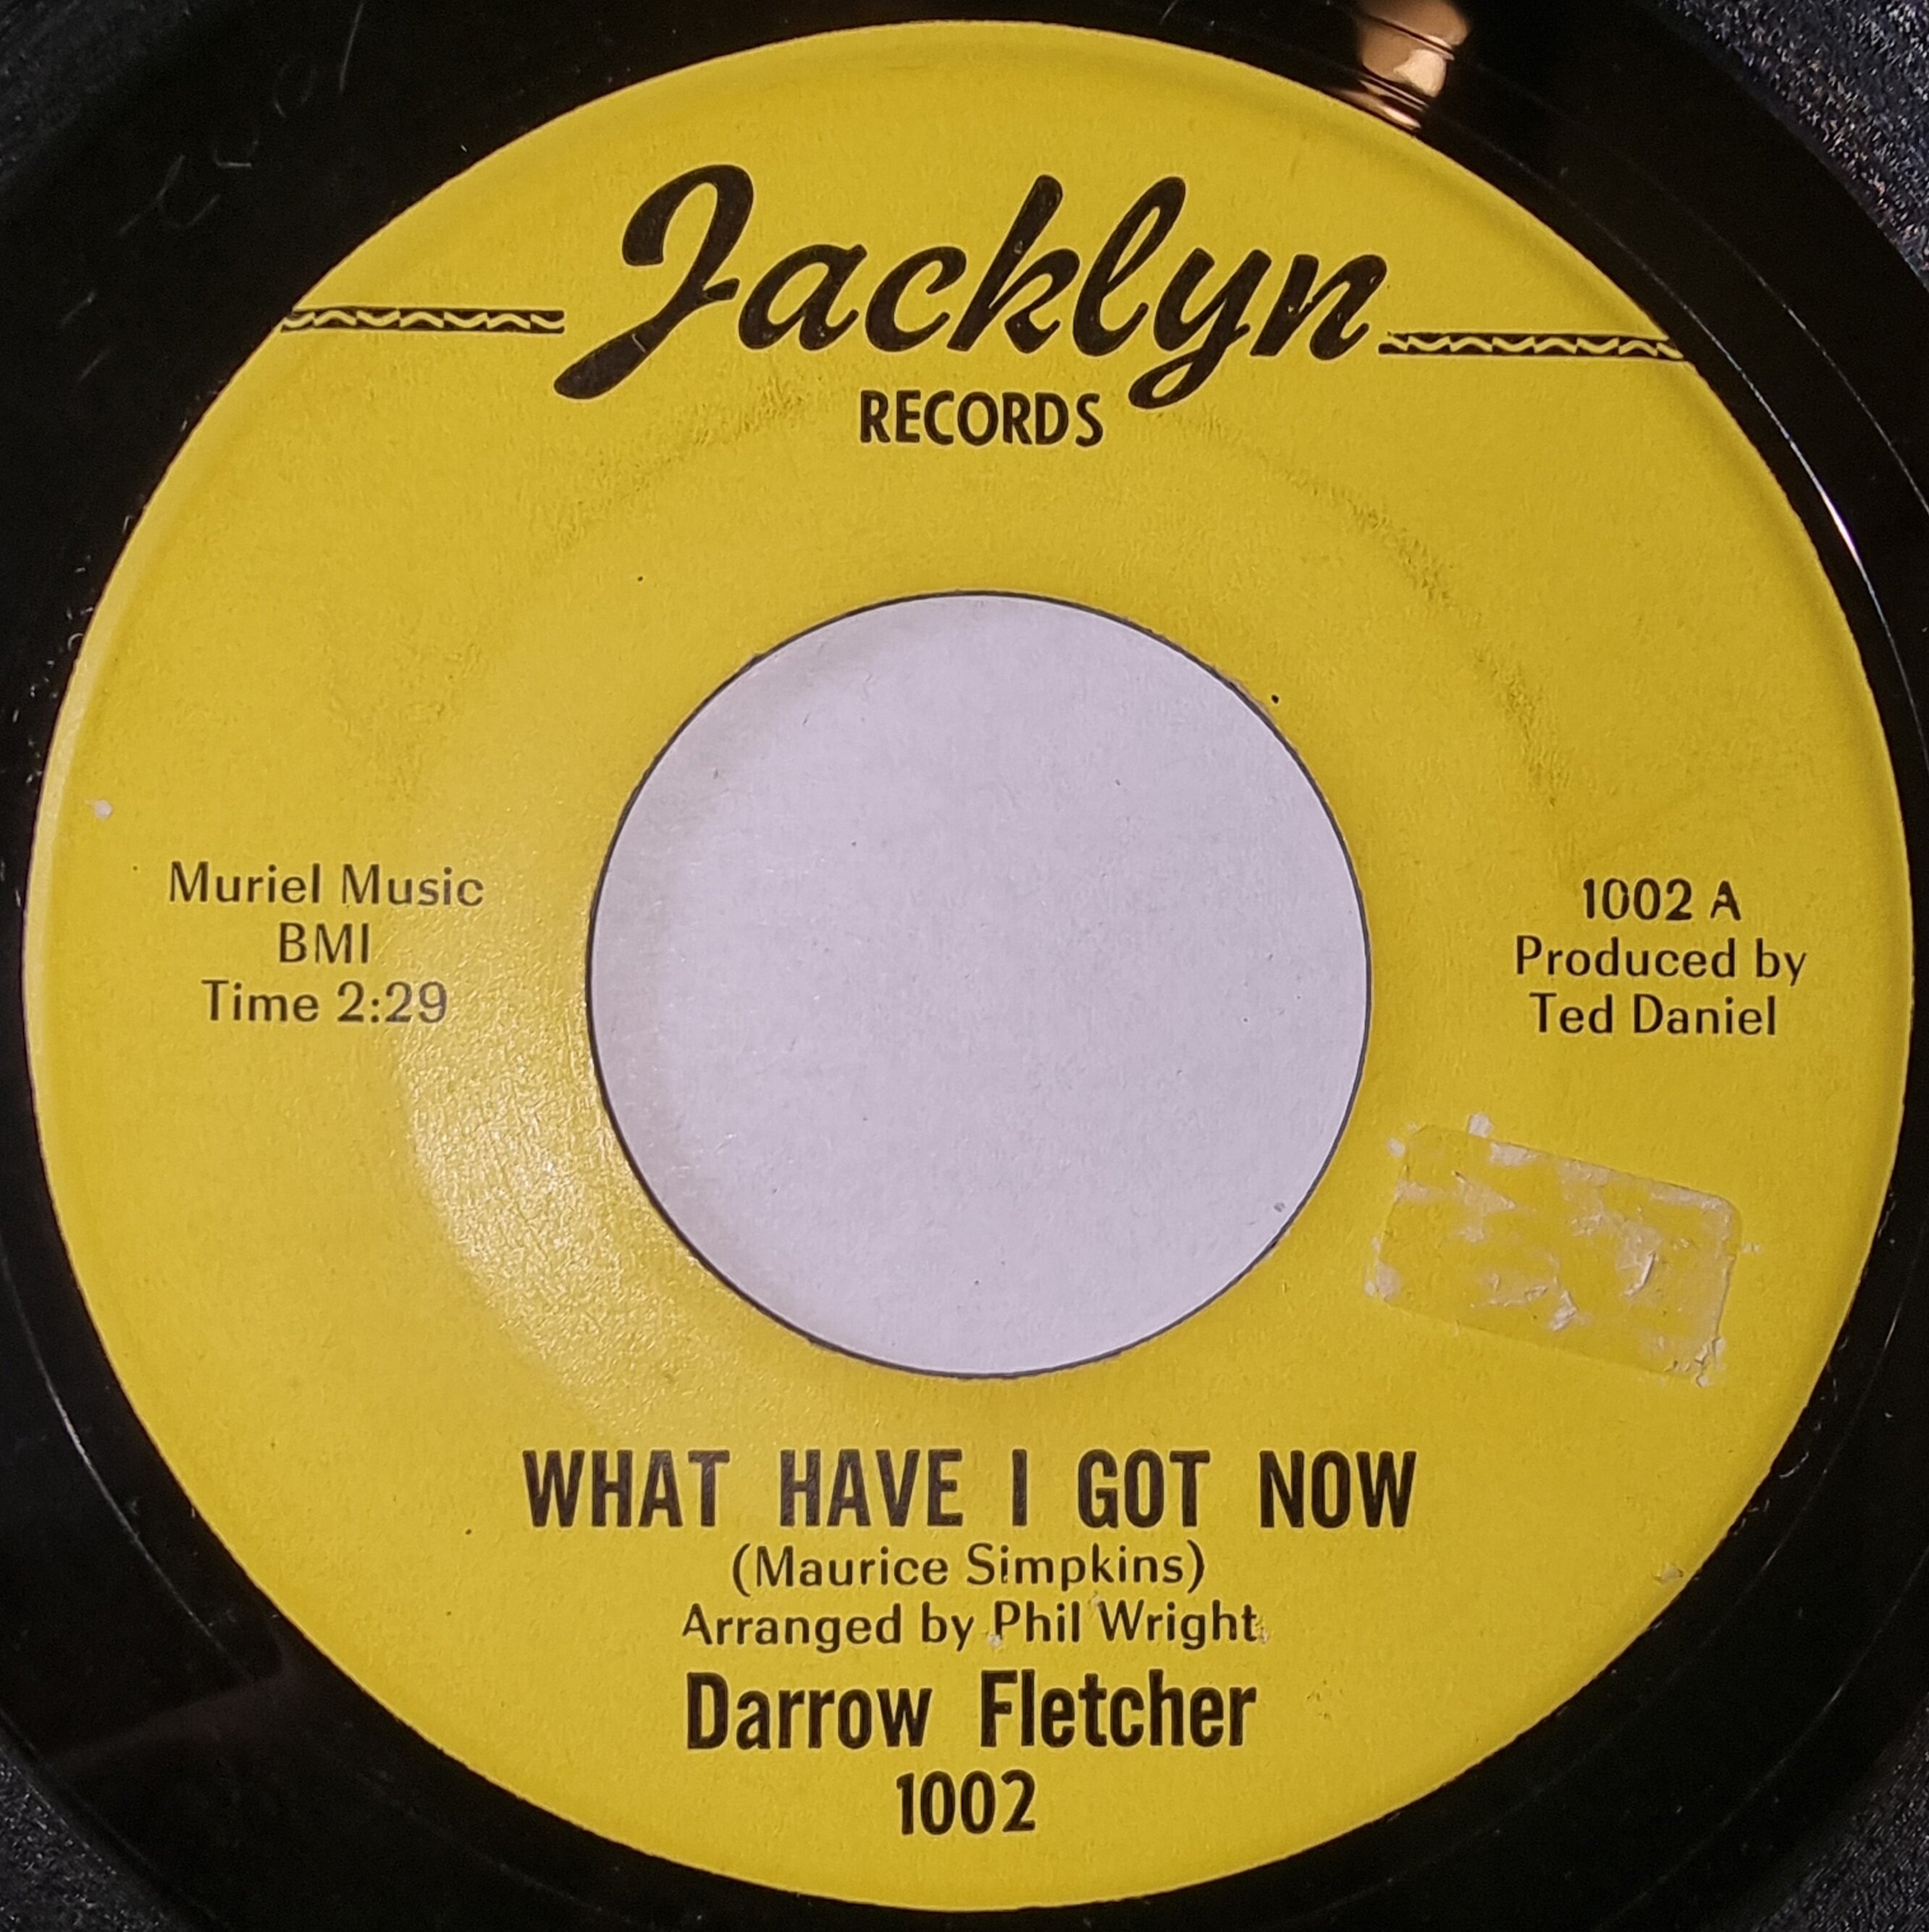 Jacklyn
RECORDS
Muriel Music
BMI
Time 2:29
1002 A
Produced by
Ted Daniel
WHAT HAVE I GOT NOW
(Maurice Simpkins)
Arranged by Phil Wright
Darrow Fletcher
1002